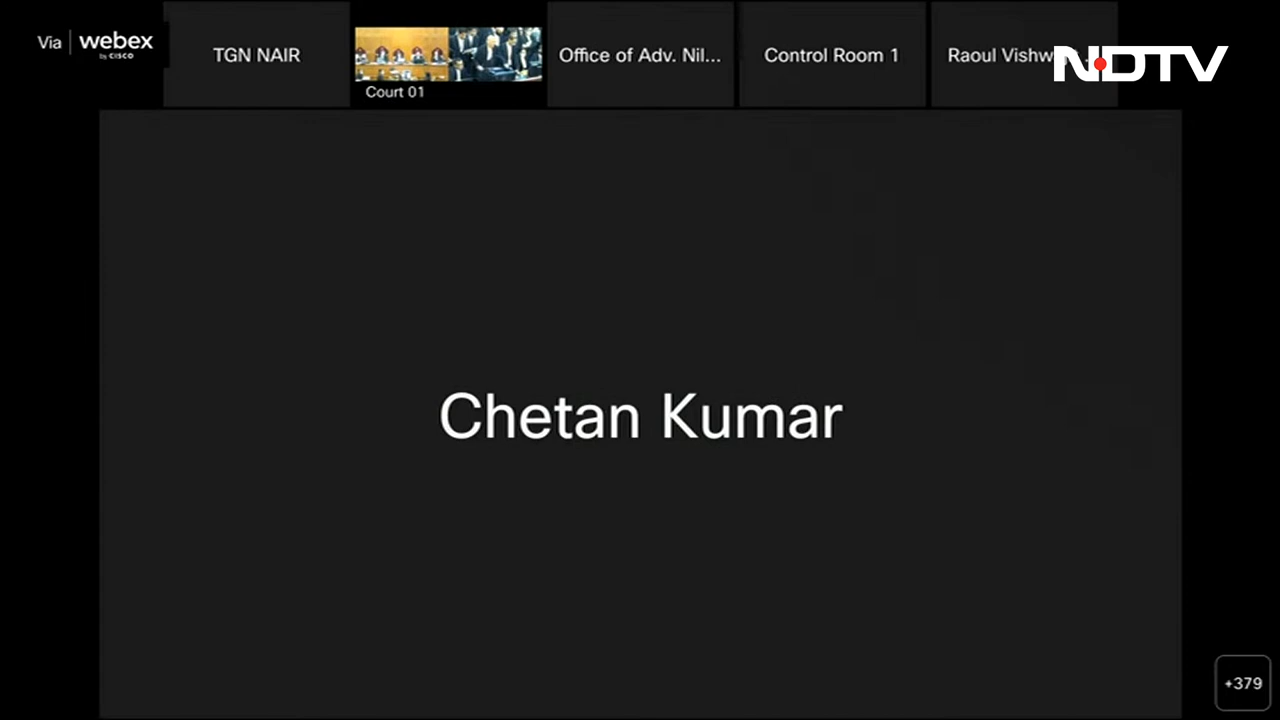 Via webex
by CISCO
TGN NAIR
Court 01
Office of Adv. Nil...
Control Room 1
Raoul Vishw
NDTV
Chetan Kumar
+379